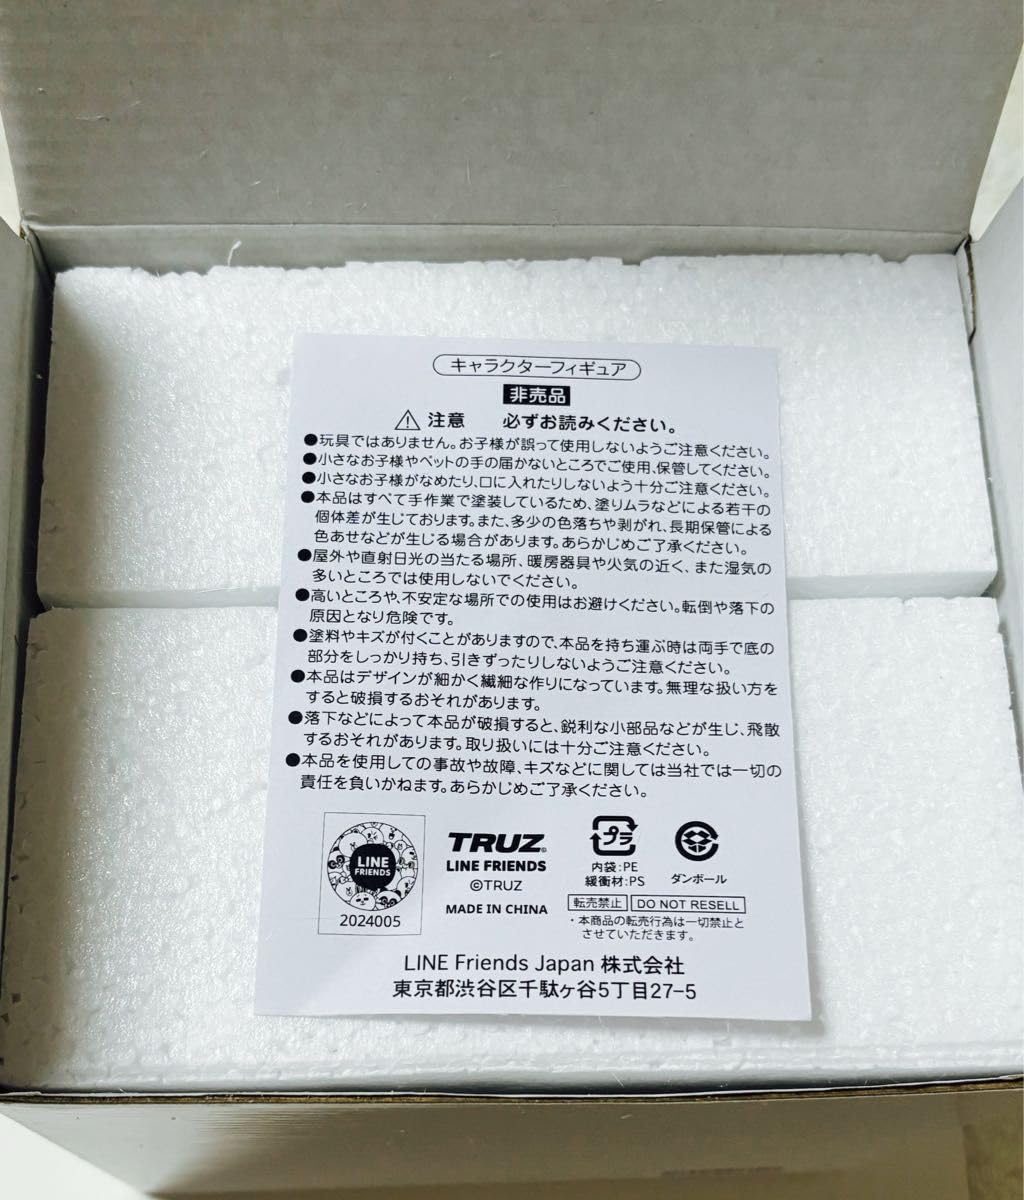 キャラクターフィギュア
非売品
注意 必ずお読みください。
●玩具ではありません。お子様が誤って使用しないようご注意ください。
●小さなお子様やペットの手の届かないところでご使用、保管してください。
●小さなお子様がなめたり、口に入れたりしないよう十分ご注意ください。
●本品はすべて手作業で塗装しているため、塗りムラなどによる若干の
個体差が生じております。また、多少の色落ちや剥がれ、長期保管による
色あせなどが生じる場合があります。あらかじめご了承ください。
●屋外や直射日光の当たる場所、暖房器具や火気の近く、また湿気の
多いところでは使用しないでください。
●高いところや、不安定な場所での使用はお避けください。転倒や落下の
原因となり危険です。
●塗料やキズが付くことがありますので、本品を持ち運ぶ時は両手で底の
部分をしっかり持ち、引きずったりしないようご注意ください。
●本品はデザインが細かく繊細な作りになっています。無理な扱い方を
すると破損するおそれがあります。
●落下などによって本品が破損すると、鋭利な小部品などが生じ、飛散
するおそれがあります。取り扱いには十分ご注意ください。
●本品を使用しての事故や故障、キズなどに関しては当社では一切の
責任を負いかねます。あらかじめご了承ください。
LINE
FRIENDS
2024005
TRUZ®
LINE FRIENDS
©TRUZ
MADE IN CHINA
プラ
内袋:PE
緩衝材:PS
ダンボール
転売禁止 DO NOT RESELL
・本商品の転売行為は一切禁止と
させていただきます。
LINE Friends Japan 株式会社
東京都渋谷区千駄ヶ谷5丁目27-5